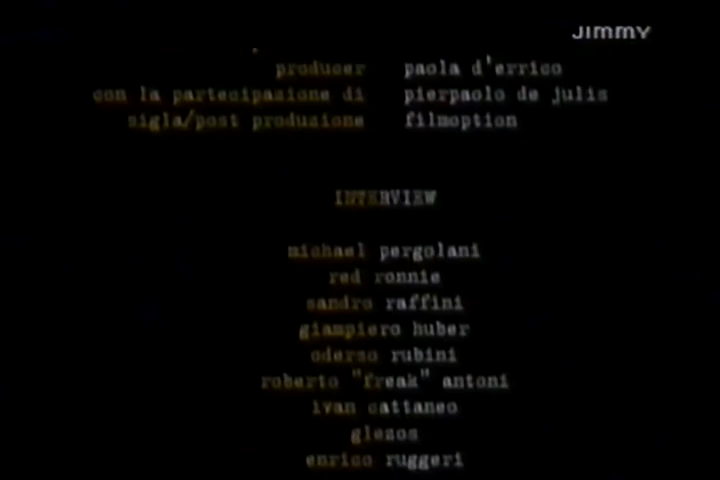 JIMMY
producer paola d'errico
con la partecipazione di pierpaolo de julis
sigla/post produzione filmoption
INTERVIEW
michael pergolani
red ronnie
sandro raffini
giampiero huber
oderso rubini
roberto "freak" antoni
ivan cattaneo
glezos
enrico ruggeri